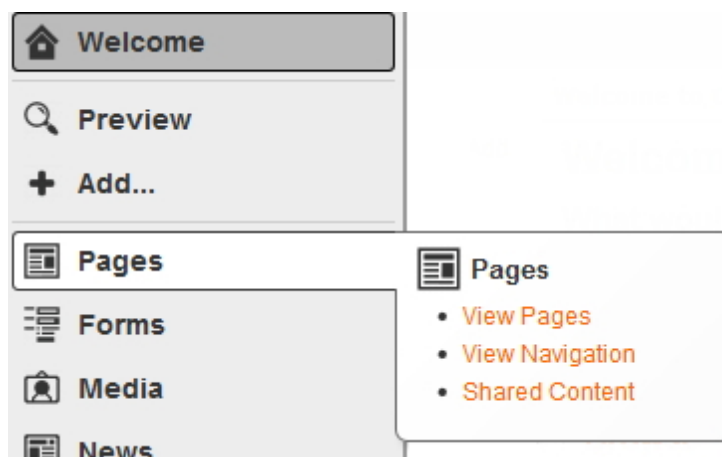 Welcome
Preview
Add...
Pages
Forms
Media
News
Pages
View Pages
View Navigation
Shared Content